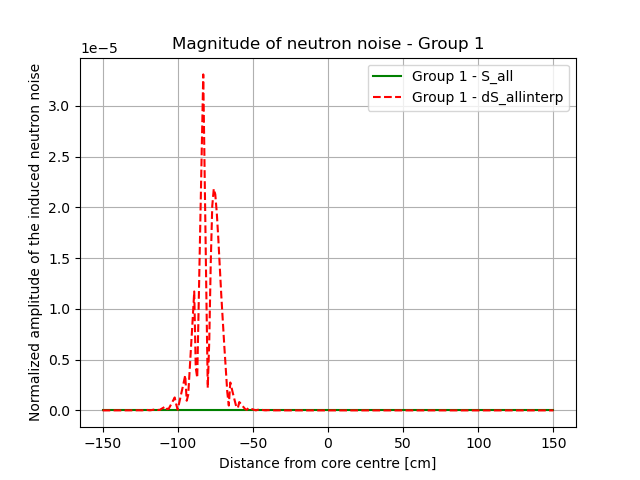 Magnitude of neutron noise - Group 1
1e−5
Normalized amplitude of the induced neutron noise
3.0
2.5
2.0
1.5
1.0
0.5
0.0
Group 1 - S_all
Group 1 - dS_allinterp
−150 −100 −50 0 50 100 150
Distance from core centre [cm]